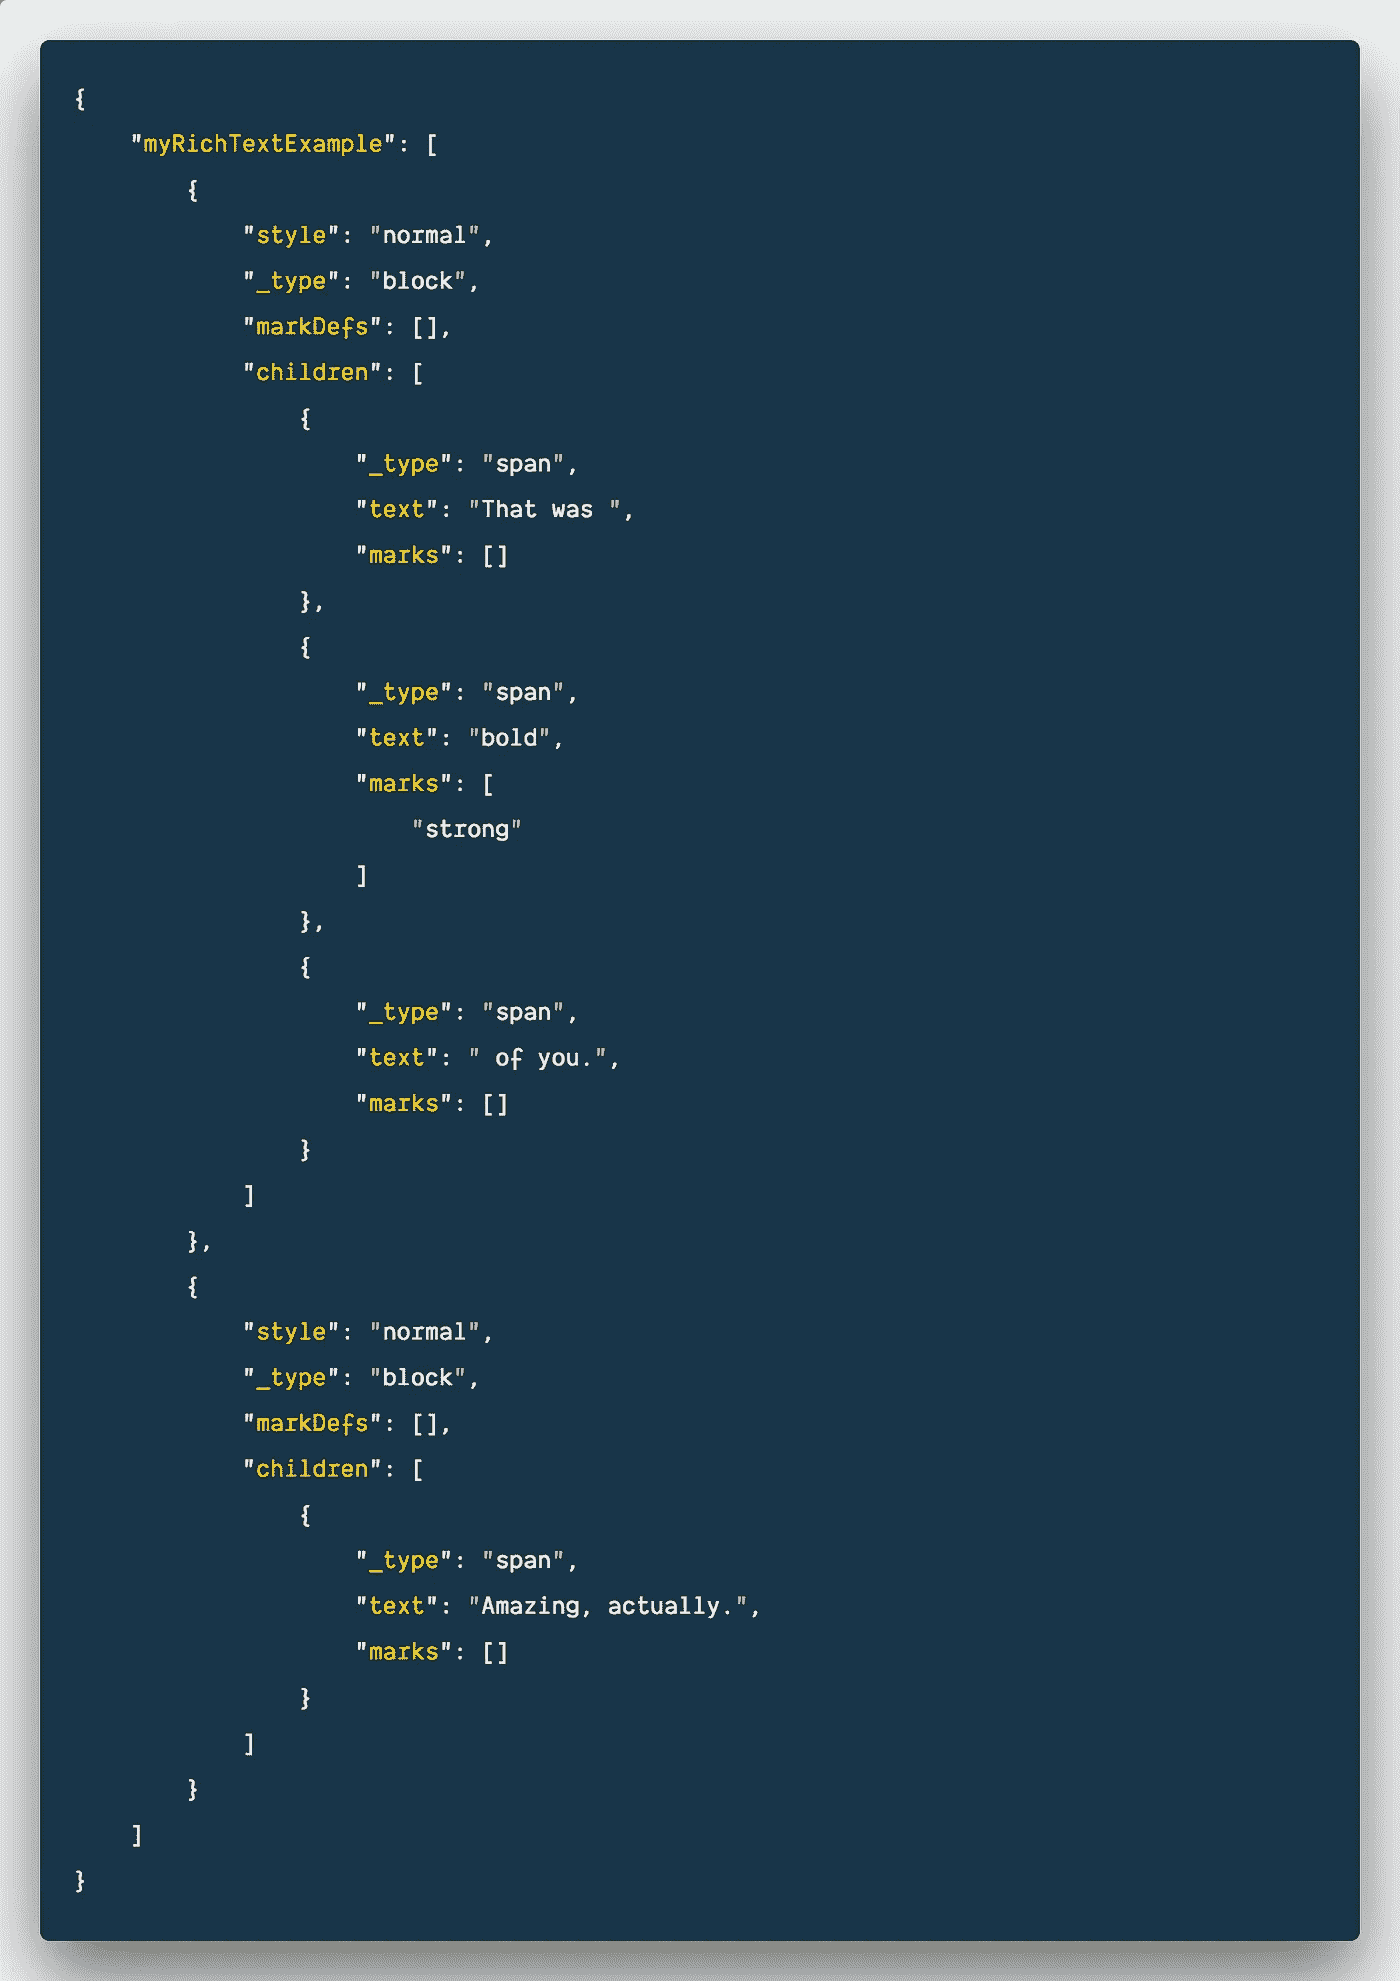 {
    "myRichTextExample": [
        {
            "style": "normal",
            "_type": "block",
            "markDefs": [],
            "children": [
                {
                    "_type": "span",
                    "text": "That was ",
                    "marks": []
                },
                {
                    "_type": "span",
                    "text": "bold",
                    "marks": [
                        "strong"
                    ]
                },
                {
                    "_type": "span",
                    "text": " of you.",
                    "marks": []
                }
            ]
        },
        {
            "style": "normal",
            "_type": "block",
            "markDefs": [],
            "children": [
                {
                    "_type": "span",
                    "text": "Amazing, actually.",
                    "marks": []
                }
            ]
        }
    ]
}